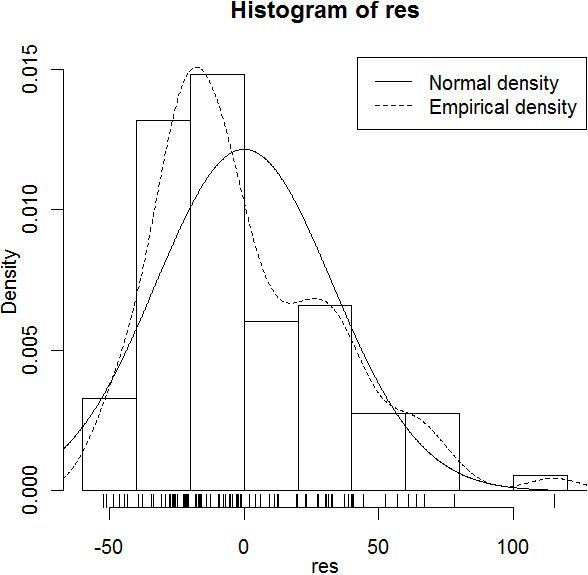 Histogram of res
Normal density
Empirical density
Density
0.015
0.010
0.005
0.000
-50 0 50 100
res